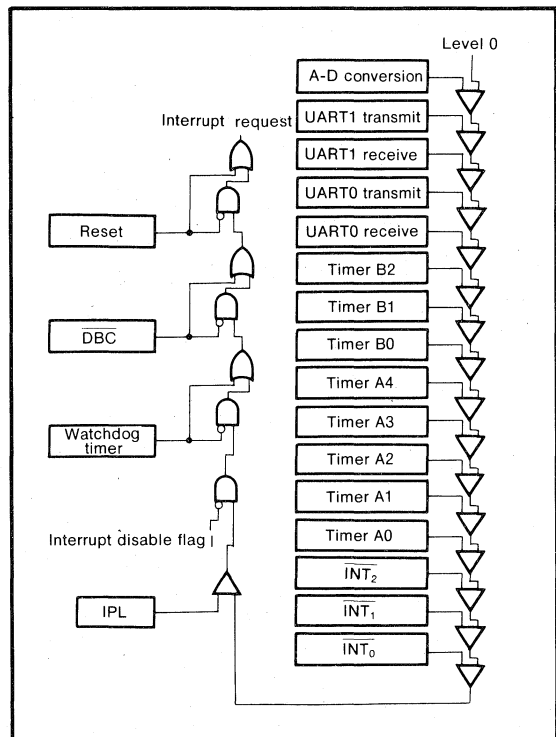 Level 0
A-D conversion
UART1 transmit
Interrupt request
UART1 receive
UART0 transmit
Reset
UART0 receive
Timer B2
DBC
Timer B1
Timer B0
Timer A4
Watchdog
timer
Timer A3
Timer A2
Timer A1
Interrupt disable flag I
Timer A0
INT2
IPL
INT1
INT0